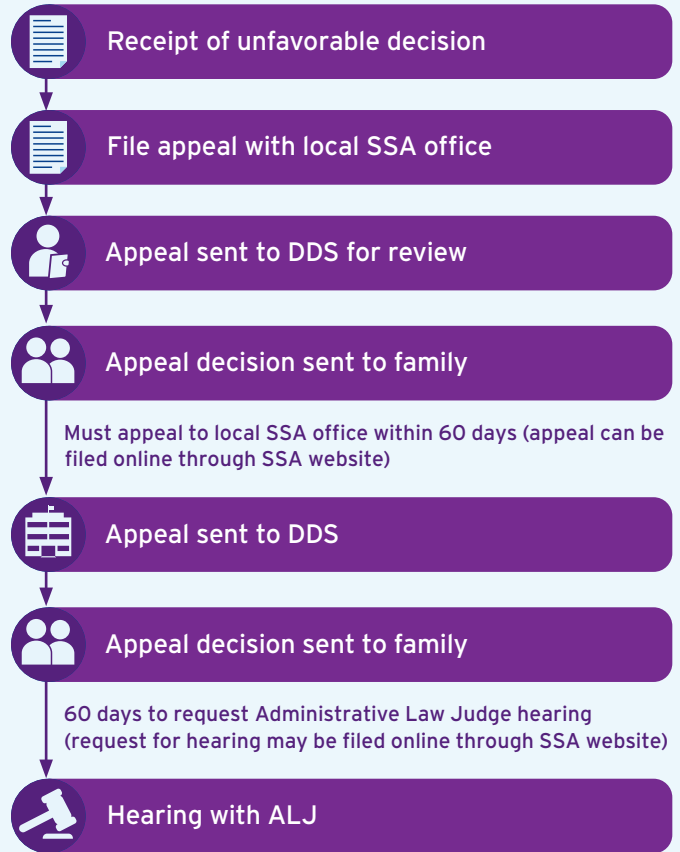 Receipt of unfavorable decision
File appeal with local SSA office
Appeal sent to DDS for review
Appeal decision sent to family
Must appeal to local SSA office within 60 days (appeal can be
filed online through SSA website)
Appeal sent to DDS
Appeal decision sent to family
60 days to request Administrative Law Judge hearing
(request for hearing may be filed online through SSA website)
Hearing with ALJ